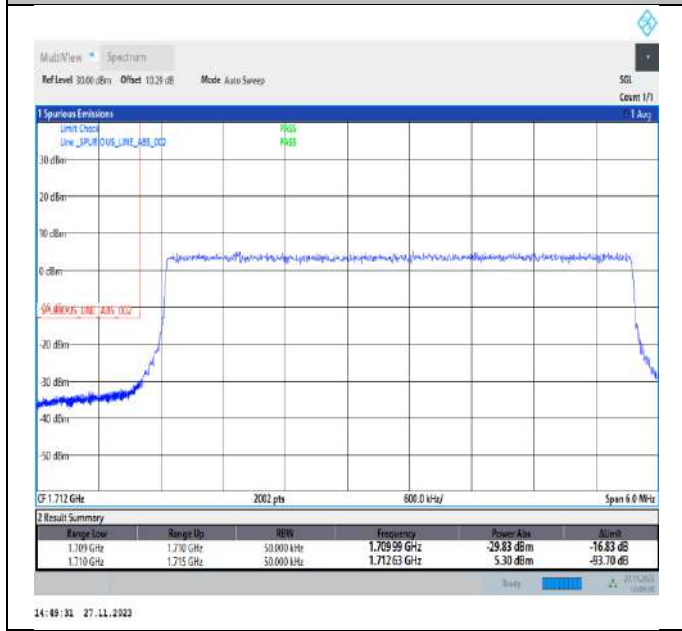 MultiView Spectrum
Ref Level 30.00 dBm Offset 10.29 dB Mode Auto Sweep SGL
Count 1/1
1 Spurious Emissions 1 Avg
Limit Check PASS
Line _SPURIOUS_LINE_ABS_002 PASS
30 dBm
20 dBm
10 dBm
0 dBm
SPURIOUS_LINE_ABS_002
-20 dBm
-30 dBm
-40 dBm
-50 dBm
CF 1.712 GHz 2002 pts 600.0 kHz/ Span 6.0 MHz
2 Result Summary
Range Low Range Up RBW Frequency Power Abs ΔLimit
1.709 GHz 1.710 GHz 50.000 kHz 1.70999 GHz -29.83 dBm -16.83 dB
1.710 GHz 1.715 GHz 50.000 kHz 1.71263 GHz 5.30 dBm -93.70 dB
Ready 27.11.2023
14:49:31 27.11.2023